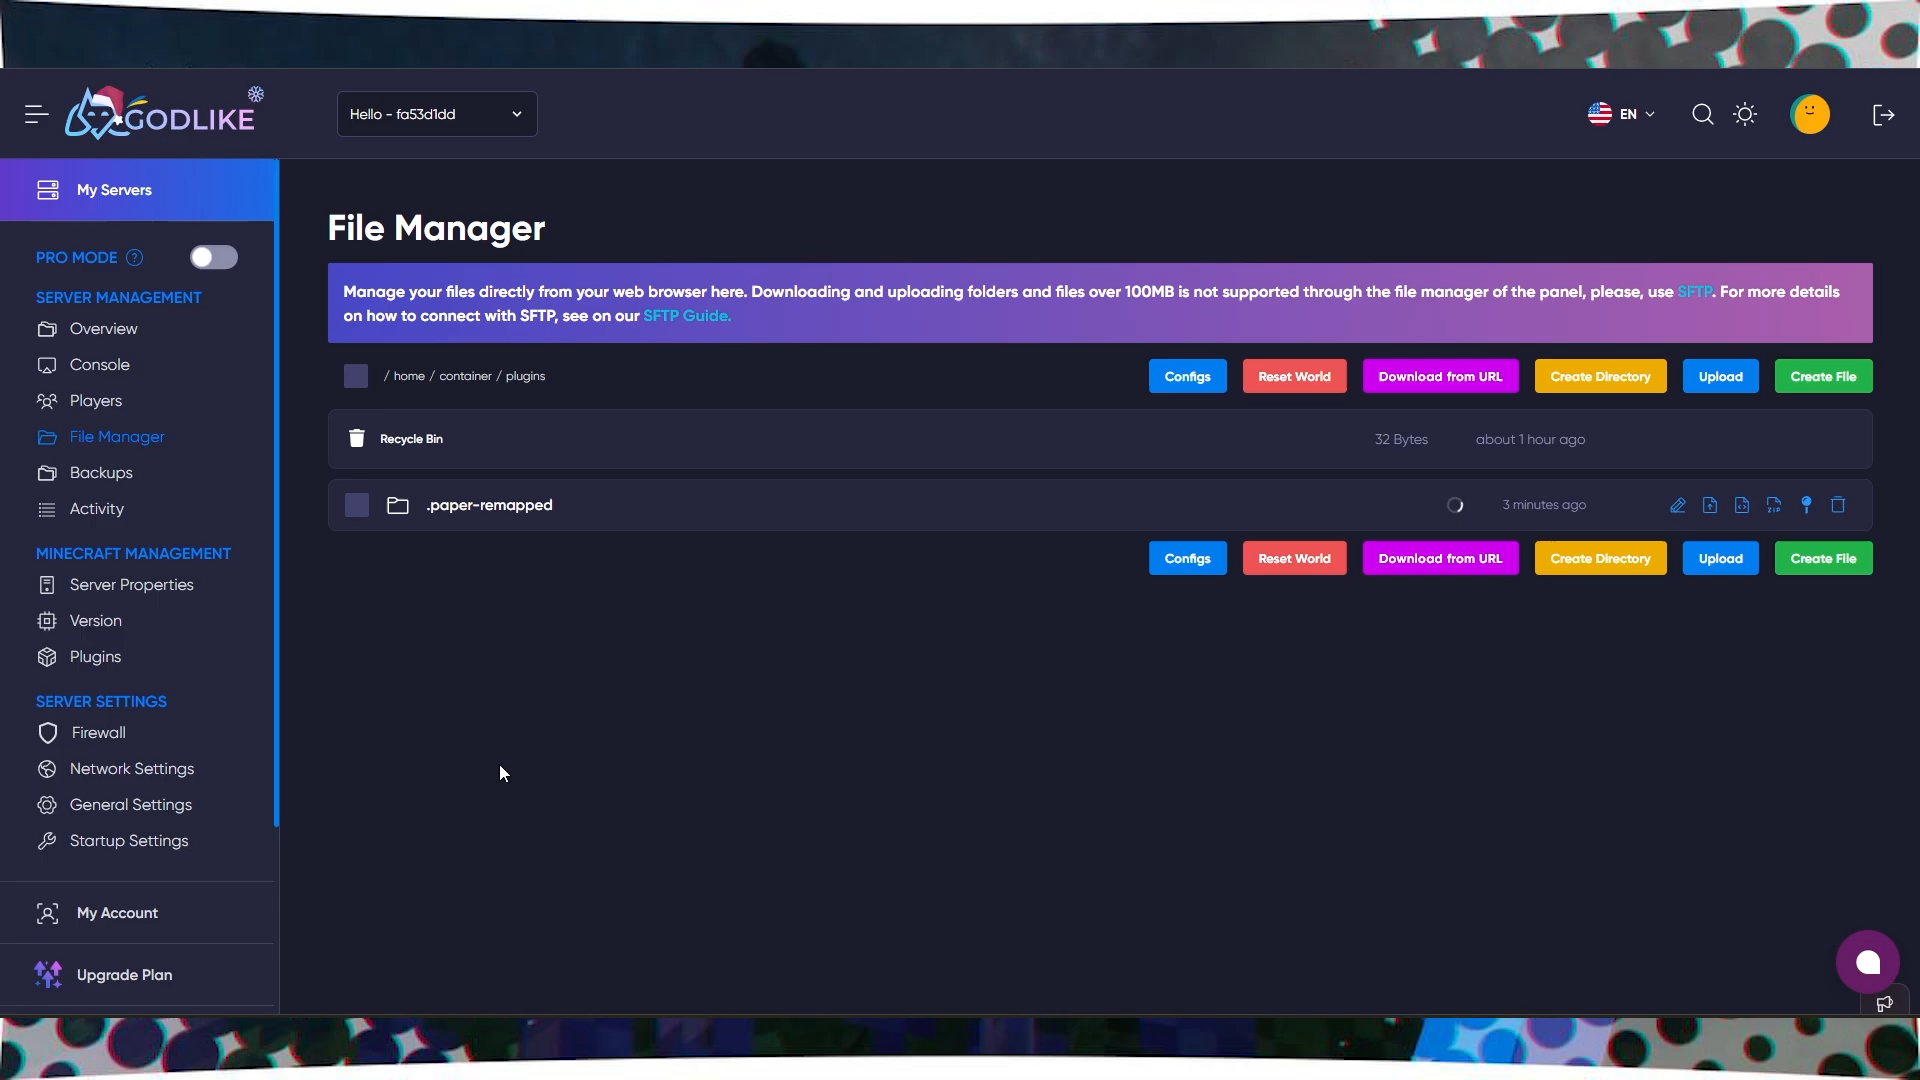 GODLIKE
Hello - fa53d1dd
EN
My Servers
PRO MODE ?
SERVER MANAGEMENT
Overview
Console
Players
File Manager
Backups
Activity
MINECRAFT MANAGEMENT
Server Properties
Version
Plugins
SERVER SETTINGS
Firewall
Network Settings
General Settings
Startup Settings
My Account
Upgrade Plan
File Manager
Manage your files directly from your web browser here. Downloading and uploading folders and files over 100MB is not supported through the file manager of the panel, please, use SFTP. For more details
on how to connect with SFTP, see on our SFTP Guide.
/ home / container / plugins
Configs Reset World Download from URL Create Directory Upload Create File
Recycle Bin 32 Bytes about 1 hour ago
.paper-remapped 3 minutes ago ZIP
Configs Reset World Download from URL Create Directory Upload Create File